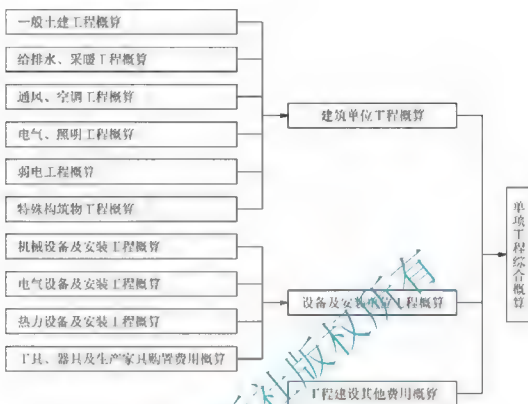 一般土建工程概算
给排水、采暖工程概算
通风、空调工程概算
电气、照明工程概算
弱电工程概算
特殊构筑物工程概算
机械设备及安装工程概算
电气设备及安装工程概算
热力设备及安装工程概算
工具、器具及生产家具购置费用概算
建筑单位工程概算
设备及安装单位工程概算
工程建设其他费用概算
单项工程综合概算
社版权所有